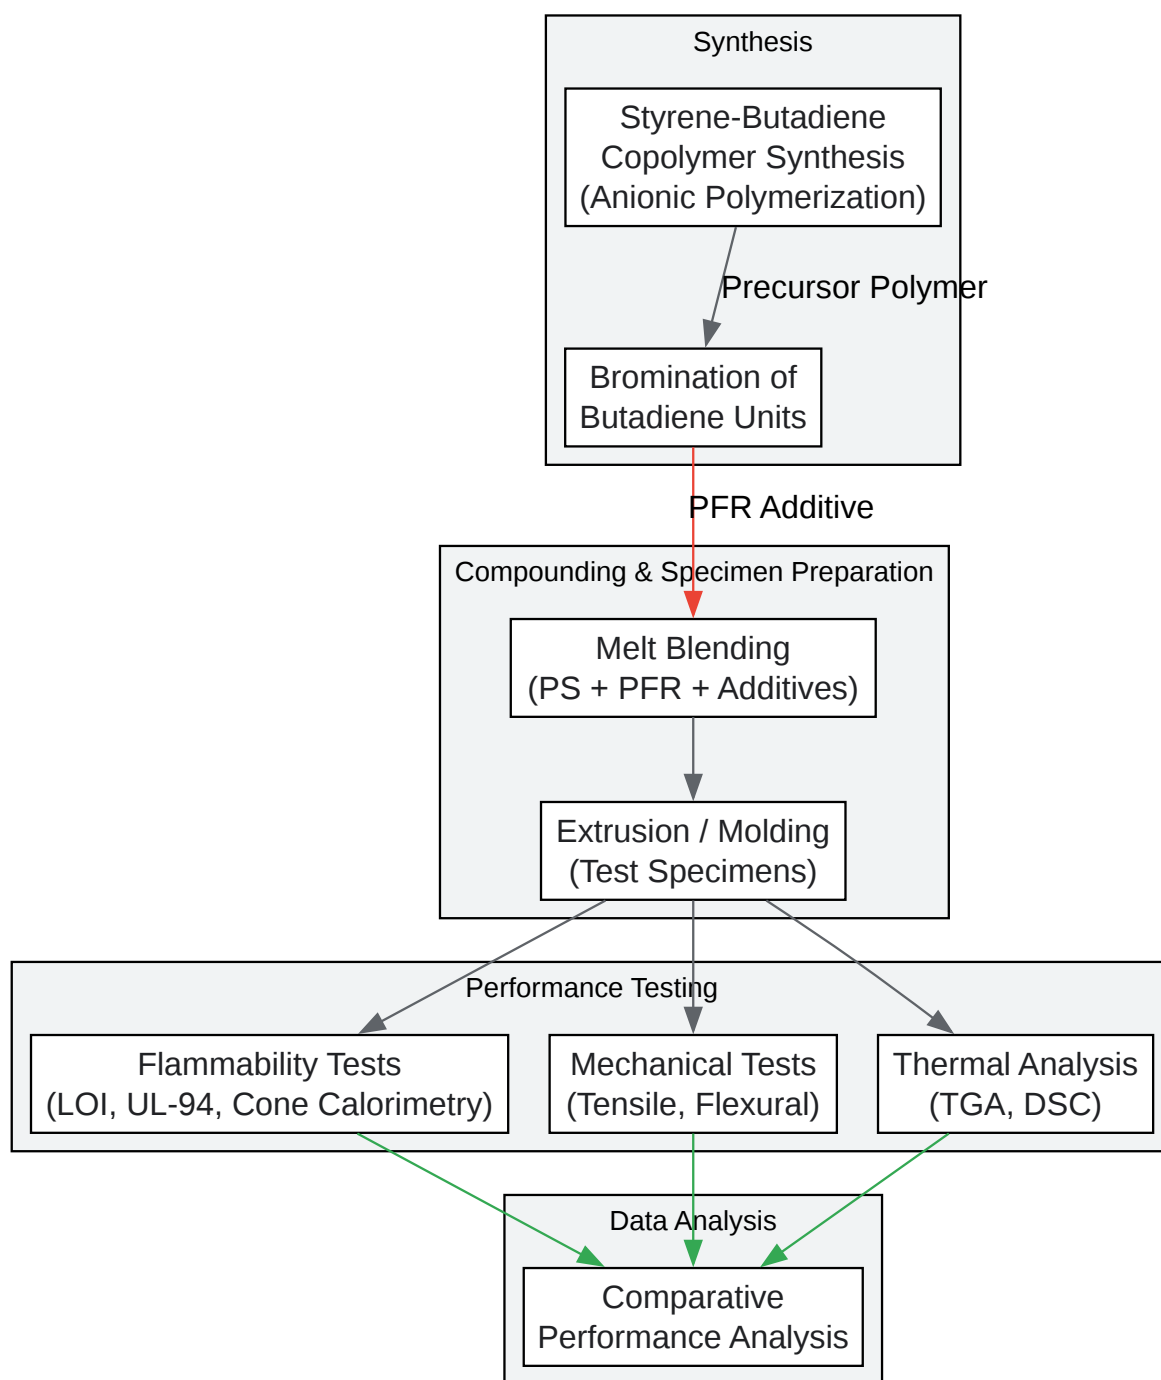 Synthesis
Styrene-Butadiene
Copolymer Synthesis
(Anionic Polymerization)
Precursor Polymer
Bromination of
Butadiene Units
PFR Additive
Compounding & Specimen Preparation
Melt Blending
(PS + PFR + Additives)
Extrusion / Molding
(Test Specimens)
Performance Testing
Flammability Tests
(LOI, UL-94, Cone Calorimetry)
Mechanical Tests
(Tensile, Flexural)
Thermal Analysis
(TGA, DSC)
Data Analysis
Comparative
Performance Analysis